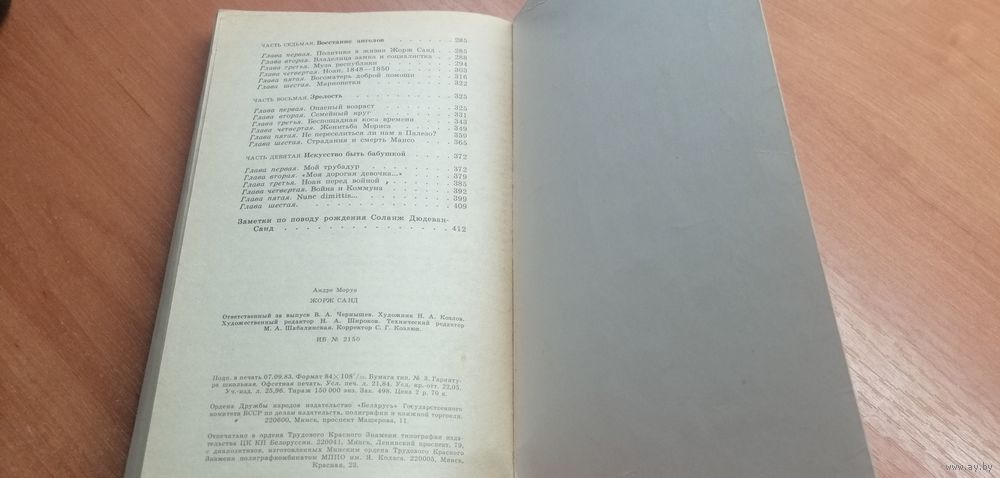 ЧАСТЬ СЕДЬМАЯ. Восстание ангелов . . . . . . . 285
Глава первая. Политика в жизни Жорж Санд . . 285
Глава вторая. Владелица замка и социалистка . . 288
Глава третья. Муза республики . . . . . . . 294
Глава четвертая. Ноан, 1848—1850 . . . . . . 303
Глава пятая. Богоматерь доброй помощи . . . . 316
Глава шестая. Марионетки . . . . . . . . 322
ЧАСТЬ ВОСЬМАЯ. Зрелость . . . . . . . . . 325
Глава первая. Опасный возраст . . . . . . . 325
Глава вторая. Семейный круг . . . . . . . 331
Глава третья. Беспощадная коса времени . . . . 343
Глава четвертая. Женитьба Мориса . . . . . . 349
Глава пятая. Не переселиться ли нам в Палезо? . 359
Глава шестая. Страдания и смерть Мансо . . . . 365
ЧАСТЬ ДЕВЯТАЯ. Искусство быть бабушкой . . . . . 372
Глава первая. Мой трубадур . . . . . . . . 372
Глава вторая. «Моя дорогая девочка...» . . . . 379
Глава третья. Ноан перед войной . . . . . . 385
Глава четвертая. Война и Коммуна . . . . . . 392
Глава пятая. Nunc dimittis... . . . . . . . 399
Глава шестая. . . . . . . . . . . . 409
Заметки по поводу рождения Соланж Дюдеван-
Санд . . . . . . . . . . . . . . 412
Андре Моруа
ЖОРЖ САНД
Ответственный за выпуск В. А. Чернышев. Художник Н. А. Козлов.
Художественный редактор Н. А. Широков. Технический редактор
М. А. Шабалинская. Корректор С. Г. Козлюк.
ИБ № 2150
Подп. в печать 07.09.83. Формат 84×108¹/₃₂. Бумага тип. № 3. Гарниту-
ра школьная. Офсетная печать. Усл. печ. л. 21,84. Усл. кр.-отт. 22,05.
Уч.-изд. л. 25,96. Тираж 150 000 экз. Зак. 498. Цена 2 р. 70 к.
Ордена Дружбы народов издательство «Беларусь» Государственного
комитета БССР по делам издательств, полиграфии и книжной торговли.
220600, Минск, проспект Машерова, 11.
Отпечатано в ордена Трудового Красного Знамени типографии изда-
тельства ЦК КП Белоруссии. 220041, Минск, Ленинский проспект, 79,
с диапозитивов, изготовленных Минским ордена Трудового Красного
Знамени полиграфкомбинатом МППО им. Я. Коласа. 220005, Минск,
Красная, 23.
www.ay.by